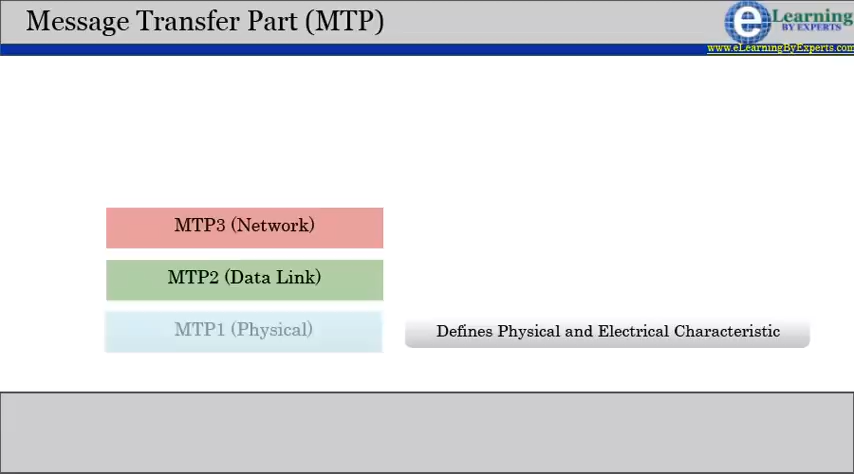 Message Transfer Part (MTP)
eLearning
BY EXPERTS
www.eLearningByExperts.com
MTP3 (Network)
MTP2 (Data Link)
MTP1 (Physical)
Defines Physical and Electrical Characteristic